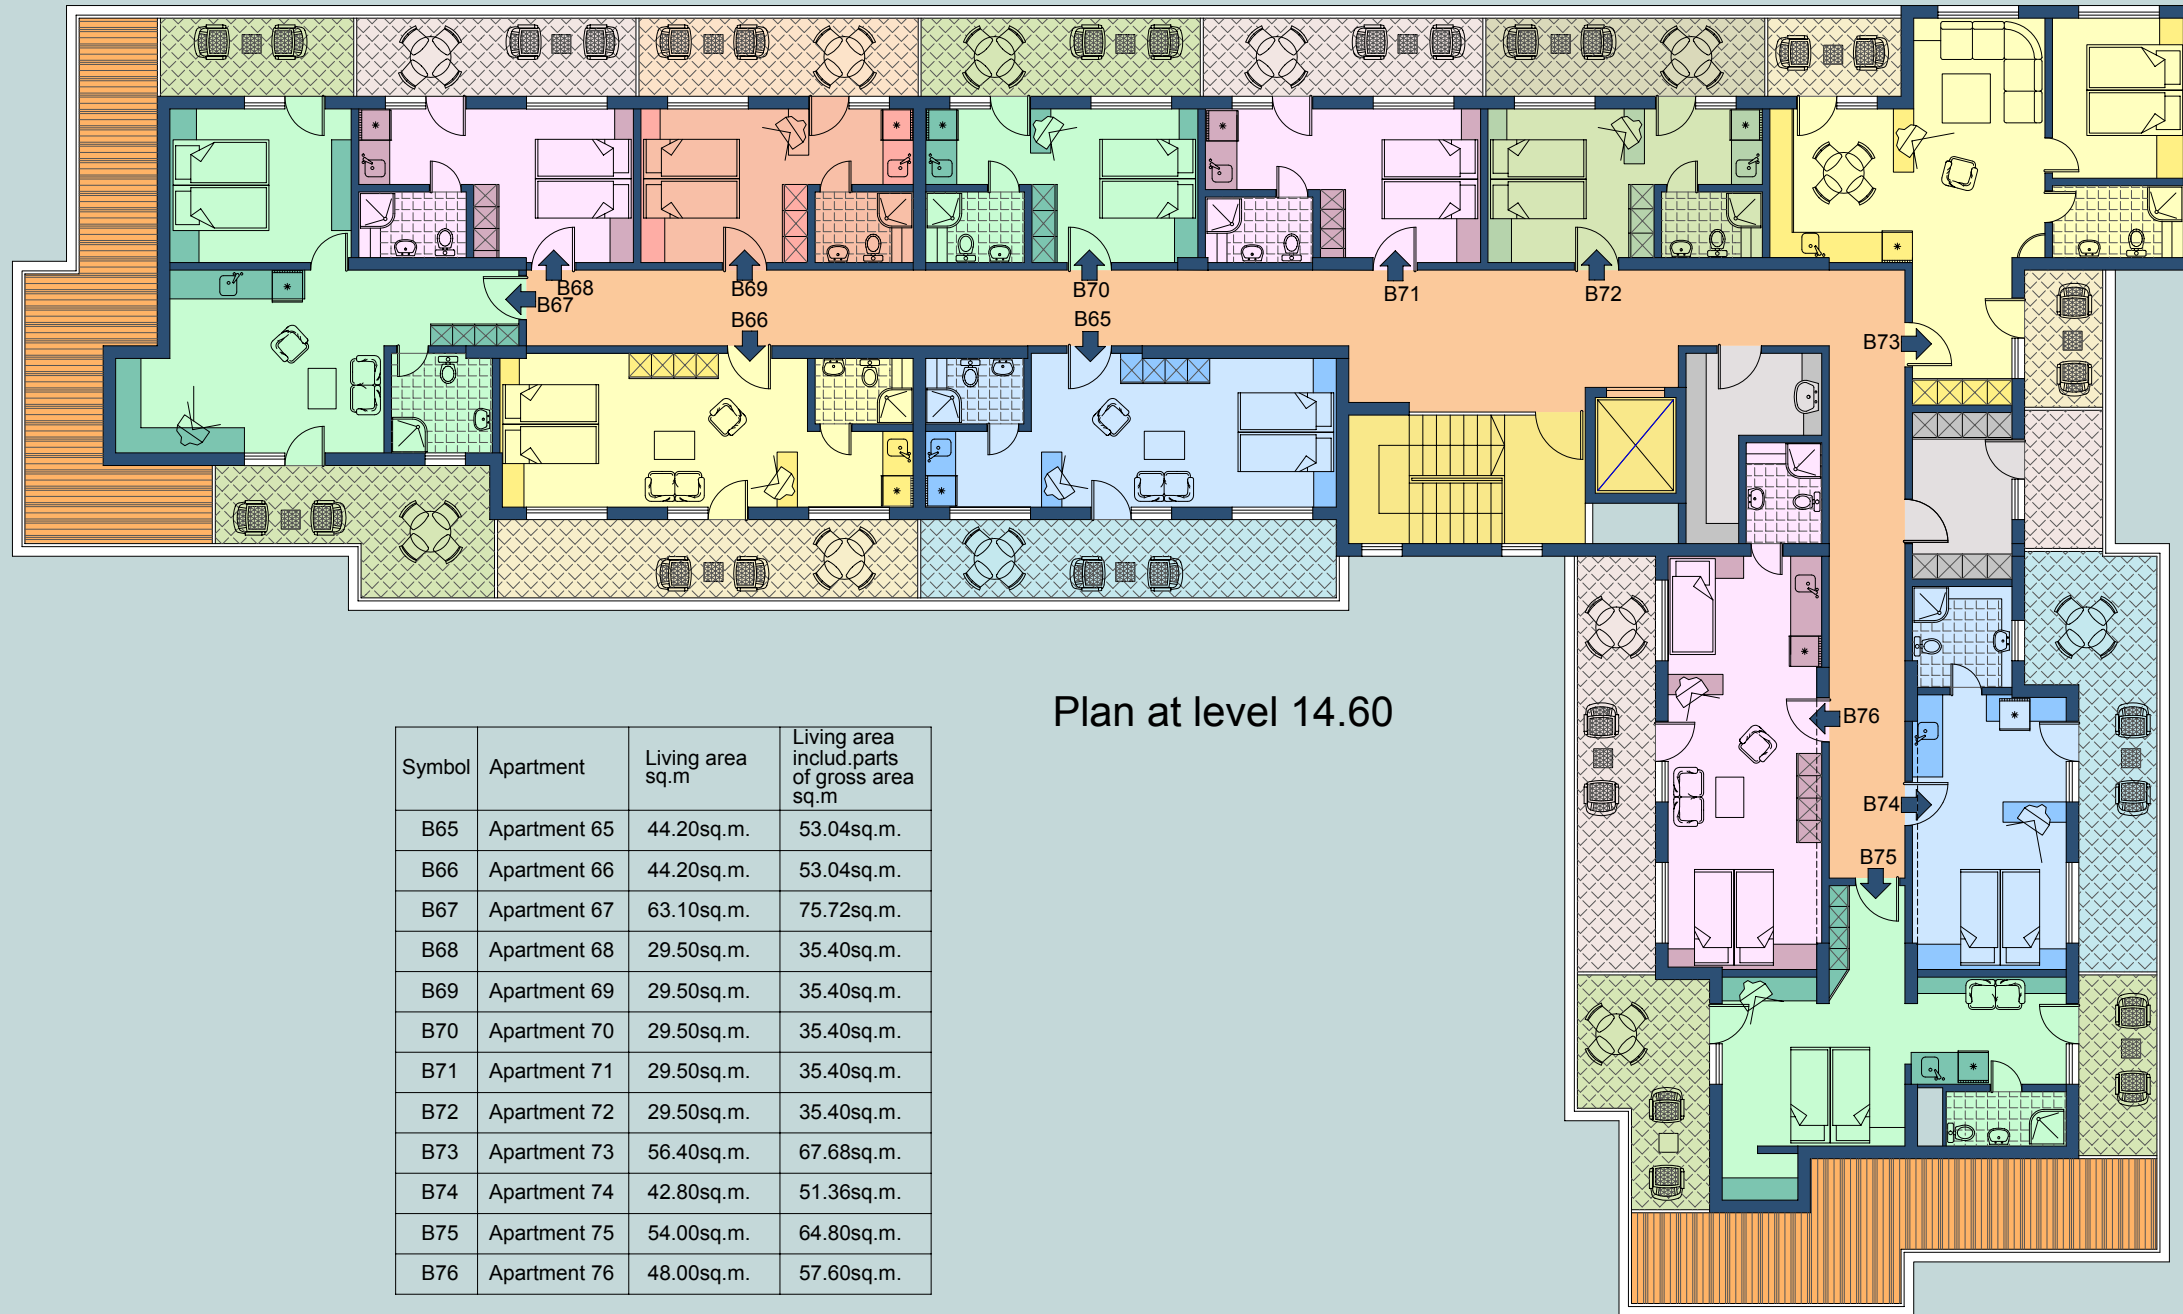 B68
B67
B69
B66
B70
B65
B71
B72
B73
B76
B74
B75
Plan at level 14.60
Symbol
Apartment
Living area
sq.m
Living area
includ.parts
of gross area
sq.m
B65 Apartment 65 44.20sq.m. 53.04sq.m.
B66 Apartment 66 44.20sq.m. 53.04sq.m.
B67 Apartment 67 63.10sq.m. 75.72sq.m.
B68 Apartment 68 29.50sq.m. 35.40sq.m.
B69 Apartment 69 29.50sq.m. 35.40sq.m.
B70 Apartment 70 29.50sq.m. 35.40sq.m.
B71 Apartment 71 29.50sq.m. 35.40sq.m.
B72 Apartment 72 29.50sq.m. 35.40sq.m.
B73 Apartment 73 56.40sq.m. 67.68sq.m.
B74 Apartment 74 42.80sq.m. 51.36sq.m.
B75 Apartment 75 54.00sq.m. 64.80sq.m.
B76 Apartment 76 48.00sq.m. 57.60sq.m.